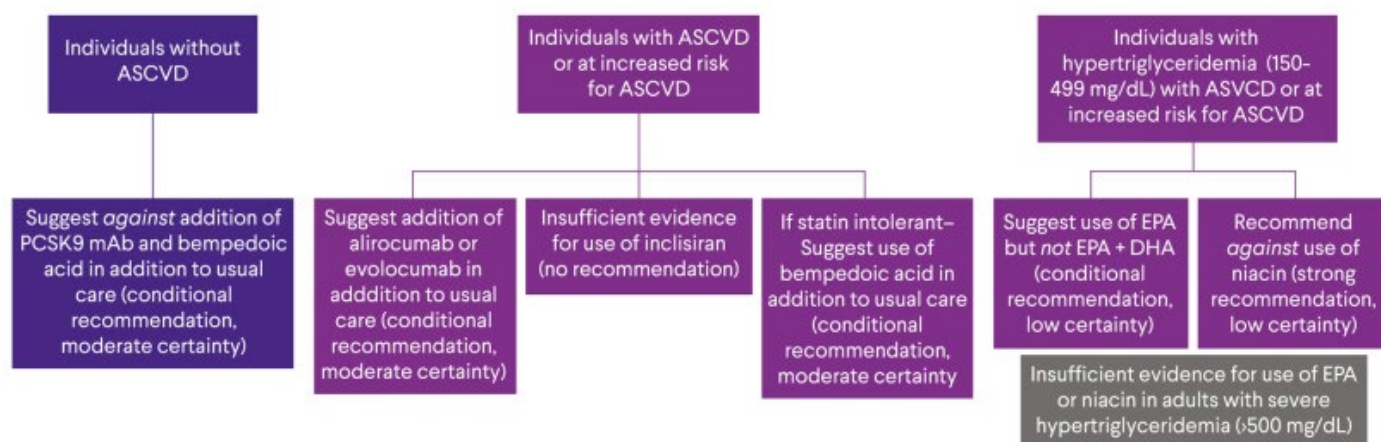 Individuals without
ASCVD
Individuals with ASCVD
or at increased risk
for ASCVD
Individuals with
hypertriglyceridemia (150-
499 mg/dL) with ASVCD or at
increased risk for ASCVD
Suggest against addition of
PCSK9 mAb and bempedoic
acid in addition to usual
care (conditional
recommendation,
moderate certainty)
Suggest addition of
alirocumab or
evolocumab in
adddition to usual
care (conditional
recommendation,
moderate certainty)
Insufficient evidence
for use of inclisiran
(no recommendation)
If statin intolerant–
Suggest use of
bempedoic acid in
addition to usual care
(conditional
recommendation,
moderate certainty
Suggest use of EPA
but not EPA + DHA
(conditional
recommendation,
low certainty)
Recommend
against use of
niacin (strong
recommendation,
low certainty)
Insufficient evidence for use of EPA
or niacin in adults with severe
hypertriglyceridemia (>500 mg/dL)